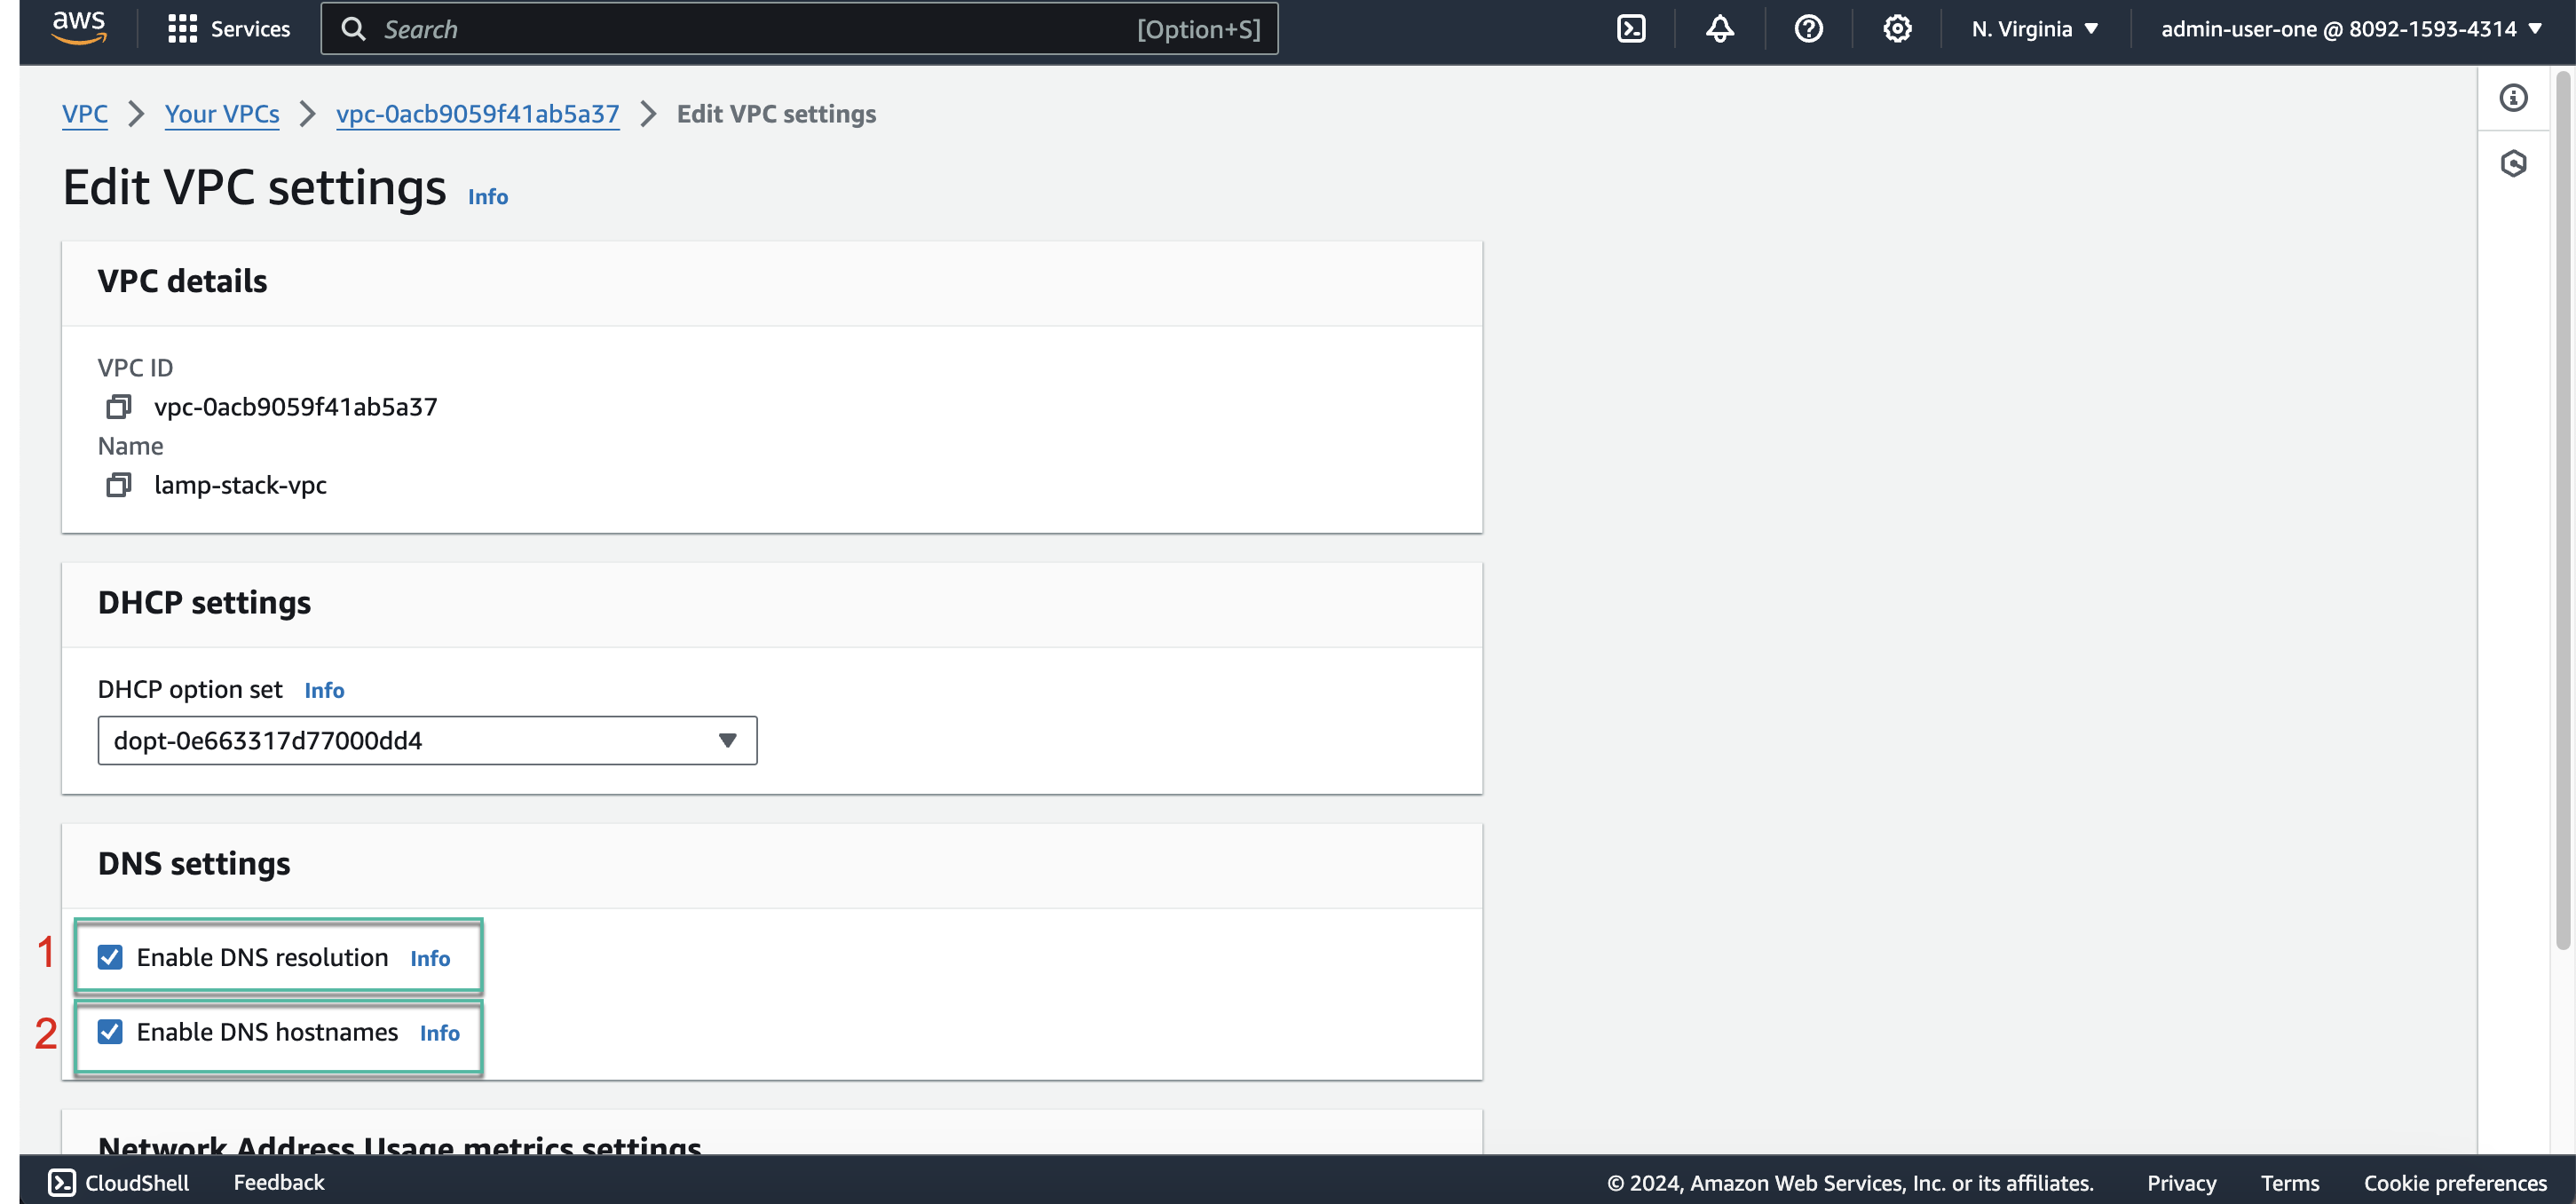 aws Services Search [Option+S] N. Virginia admin-user-one @ 8092-1593-4314
VPC Your VPCs vpc-0acb9059f41ab5a37 Edit VPC settings
Edit VPC settings Info
VPC details
VPC ID
vpc-0acb9059f41ab5a37
Name
lamp-stack-vpc
DHCP settings
DHCP option set Info
dopt-0e663317d77000dd4
DNS settings
1 Enable DNS resolution Info
2 Enable DNS hostnames Info
Network Address Usage metrics settings
CloudShell Feedback © 2024, Amazon Web Services, Inc. or its affiliates. Privacy Terms Cookie preferences